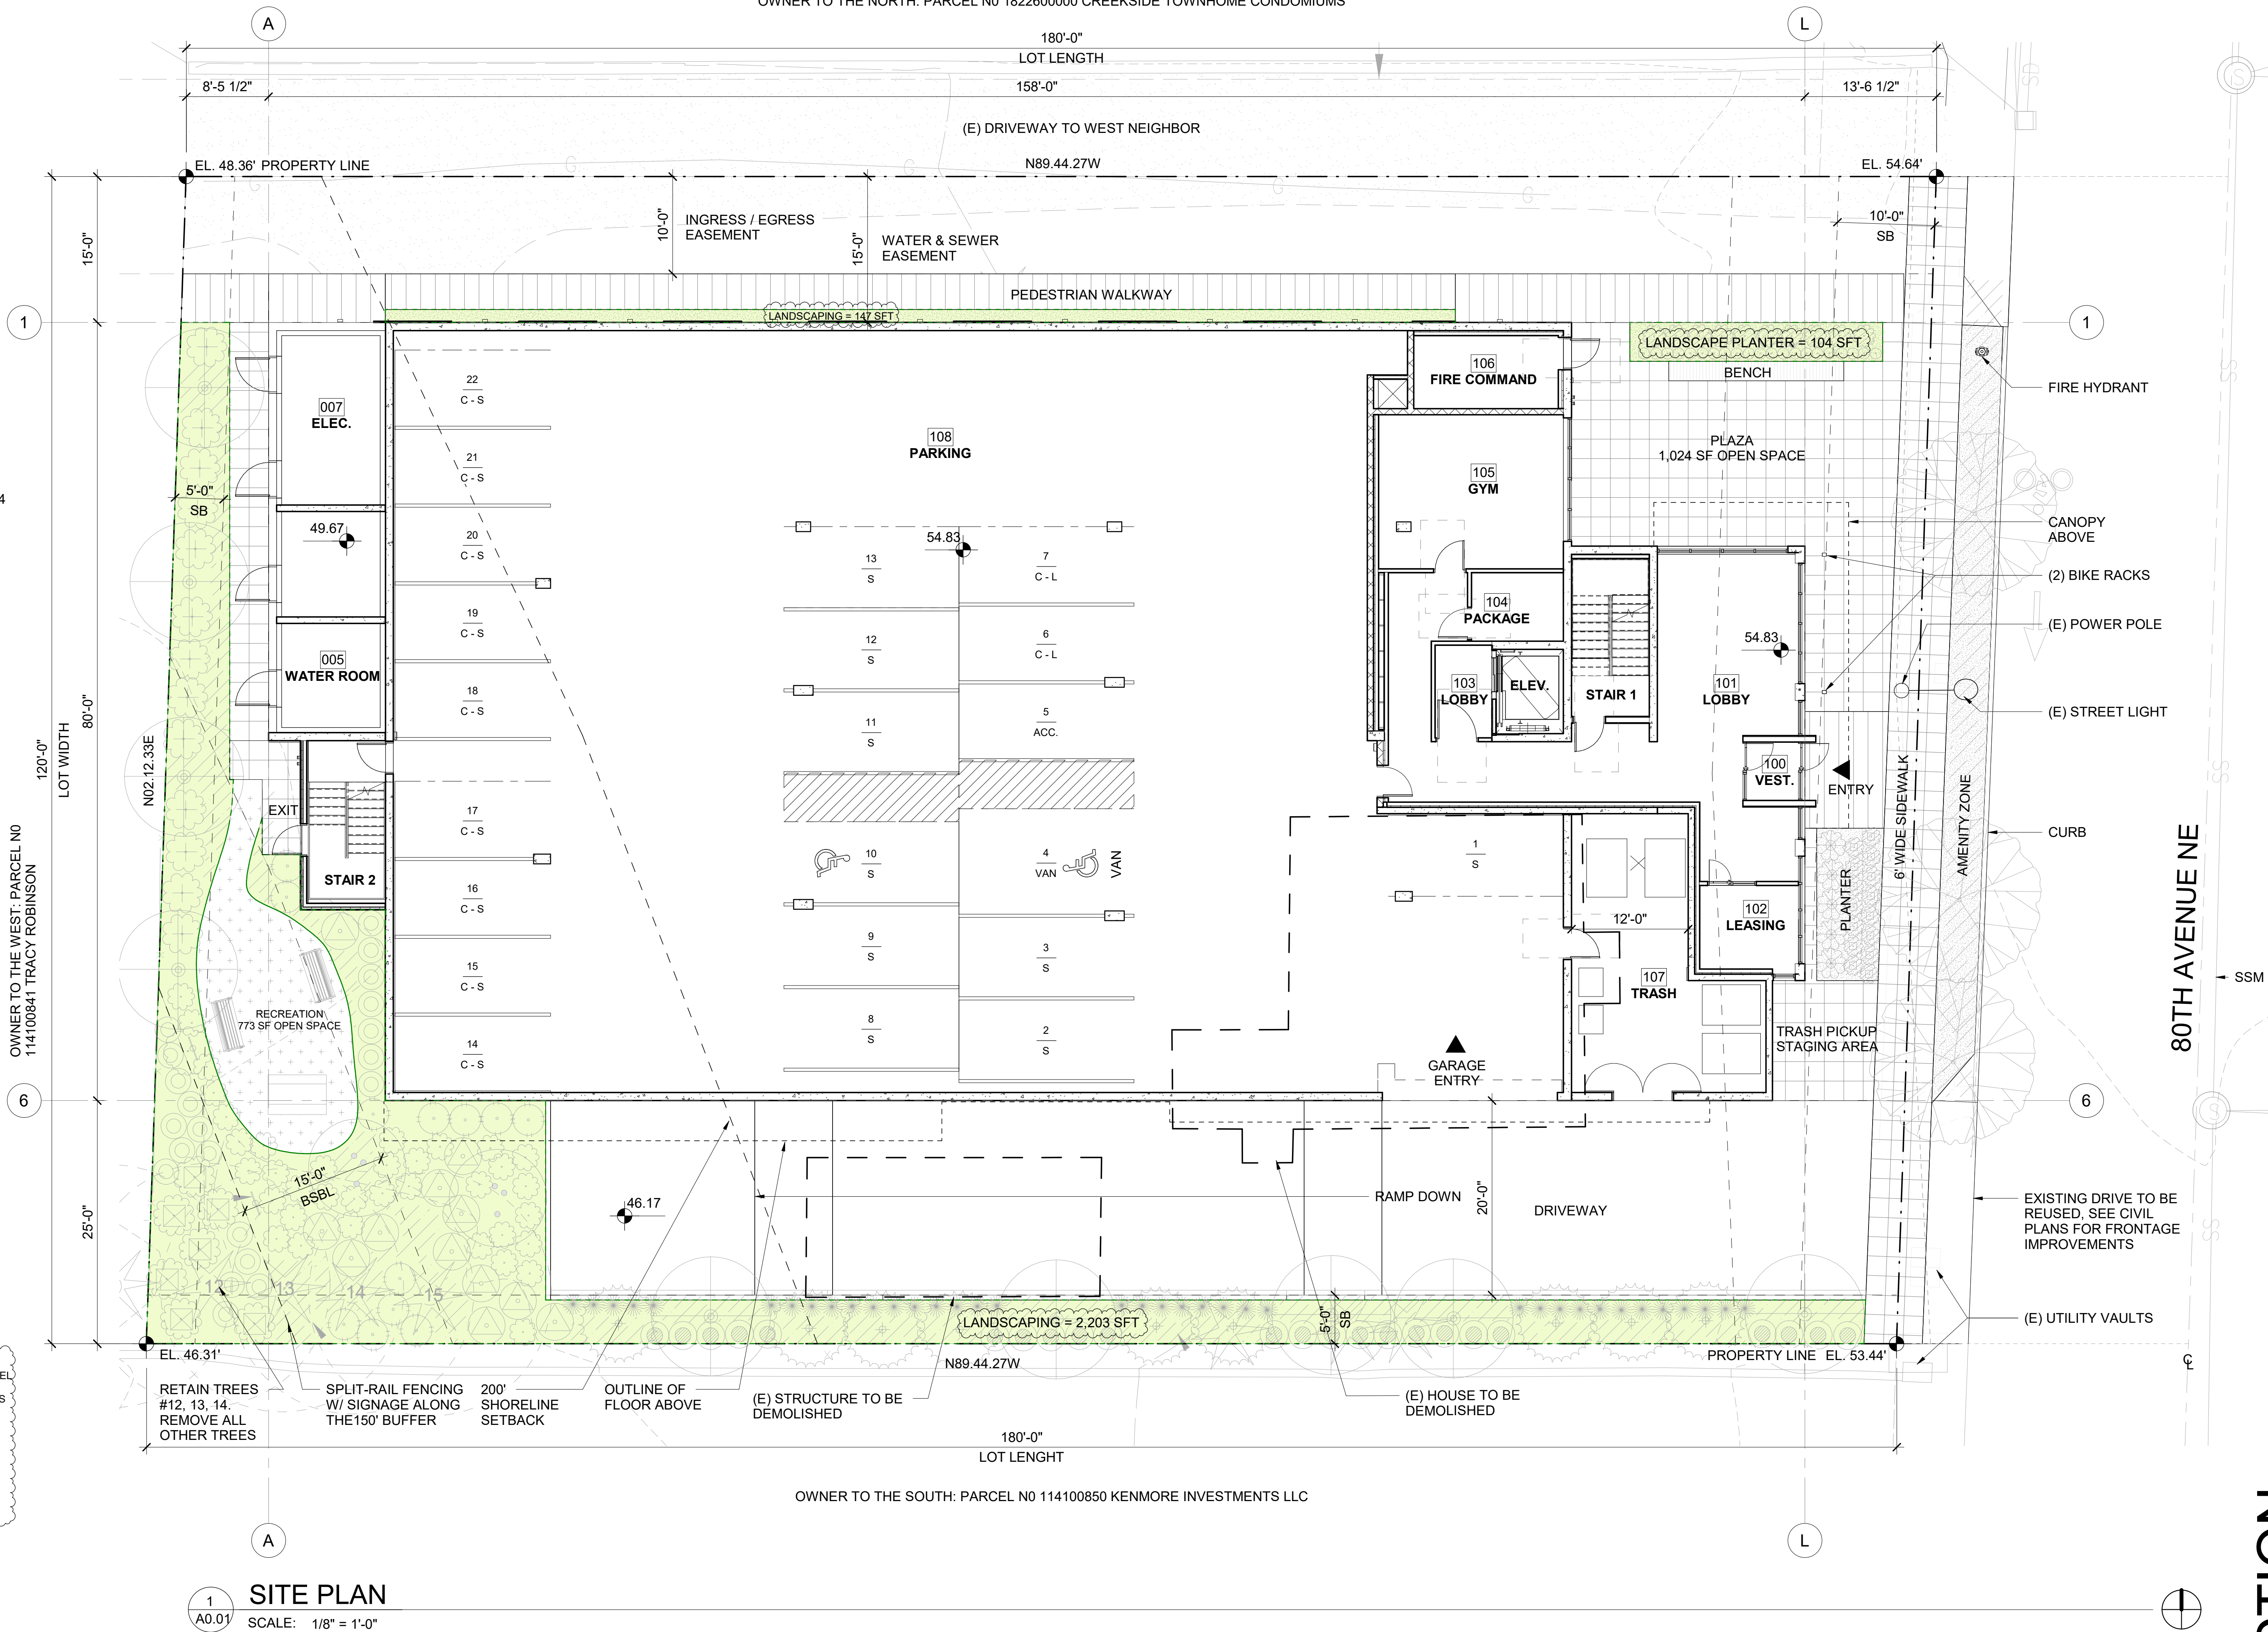 OWNER TO THE NORTH: PARCEL N0 1822600000 CREEKSIDE TOWNHOME CONDOMIUMS
A
L
180'-0"
LOT LENGTH
8'-5 1/2"
158'-0"
13'-6 1/2"
(E) DRIVEWAY TO WEST NEIGHBOR
EL. 48.36' PROPERTY LINE
N89.44.27W
EL. 54.64'
15'-0"
10'-0"
INGRESS / EGRESS
EASEMENT
15'-0"
WATER & SEWER
EASEMENT
10'-0"
SB
PEDESTRIAN WALKWAY
LANDSCAPING = 147 SFT
1
1
LANDSCAPE PLANTER = 104 SFT
BENCH
FIRE HYDRANT
106
FIRE COMMAND
22
C - S
007
ELEC.
108
PARKING
PLAZA
1,024 SF OPEN SPACE
21
C - S
105
GYM
5'-0"
SB
4
49.67
54.83
CANOPY
ABOVE
20
C - S
13
S
7
C - L
(2) BIKE RACKS
19
C - S
104
PACKAGE
(E) POWER POLE
12
S
6
C - L
54.83
005
WATER ROOM
18
C - S
103
LOBBY
ELEV.
STAIR 1
101
LOBBY
(E) STREET LIGHT
11
S
5
ACC.
80'-0"
120'-0"
LOT WIDTH
N02.12.33E
100
VEST.
ENTRY
EXIT
17
C - S
CURB
10
S
4
VAN
VAN
1
S
6' WIDE SIDEWALK
AMENITY ZONE
80TH AVENUE NE
OWNER TO THE WEST: PARCEL N0
114100841 TRACY ROBINSON
STAIR 2
16
C - S
12'-0"
102
LEASING
PLANTER
9
S
3
S
15
C - S
107
TRASH
SSM
RECREATION
773 SF OPEN SPACE
8
S
2
S
14
C - S
GARAGE
ENTRY
TRASH PICKUP
STAGING AREA
6
6
15'-0"
BSBL
25'-0"
46.17
RAMP DOWN
20'-0"
DRIVEWAY
EXISTING DRIVE TO BE
REUSED, SEE CIVIL
PLANS FOR FRONTAGE
IMPROVEMENTS
12
13
14
15
LANDSCAPING = 2,203 SFT
5'-0"
SB
(E) UTILITY VAULTS
EL. 46.31'
N89.44.27W
PROPERTY LINE EL. 53.44'
RETAIN TREES
#12, 13, 14.
REMOVE ALL
OTHER TREES
SPLIT-RAIL FENCING
W/ SIGNAGE ALONG
THE150' BUFFER
200'
SHORELINE
SETBACK
OUTLINE OF
FLOOR ABOVE
(E) STRUCTURE TO BE
DEMOLISHED
(E) HOUSE TO BE
DEMOLISHED
180'-0"
LOT LENGHT
OWNER TO THE SOUTH: PARCEL N0 114100850 KENMORE INVESTMENTS LLC
A
L
SD
S
SS
SS
SS
S
EL
S
1
A0.01
SITE PLAN
SCALE: 1/8" = 1'-0"